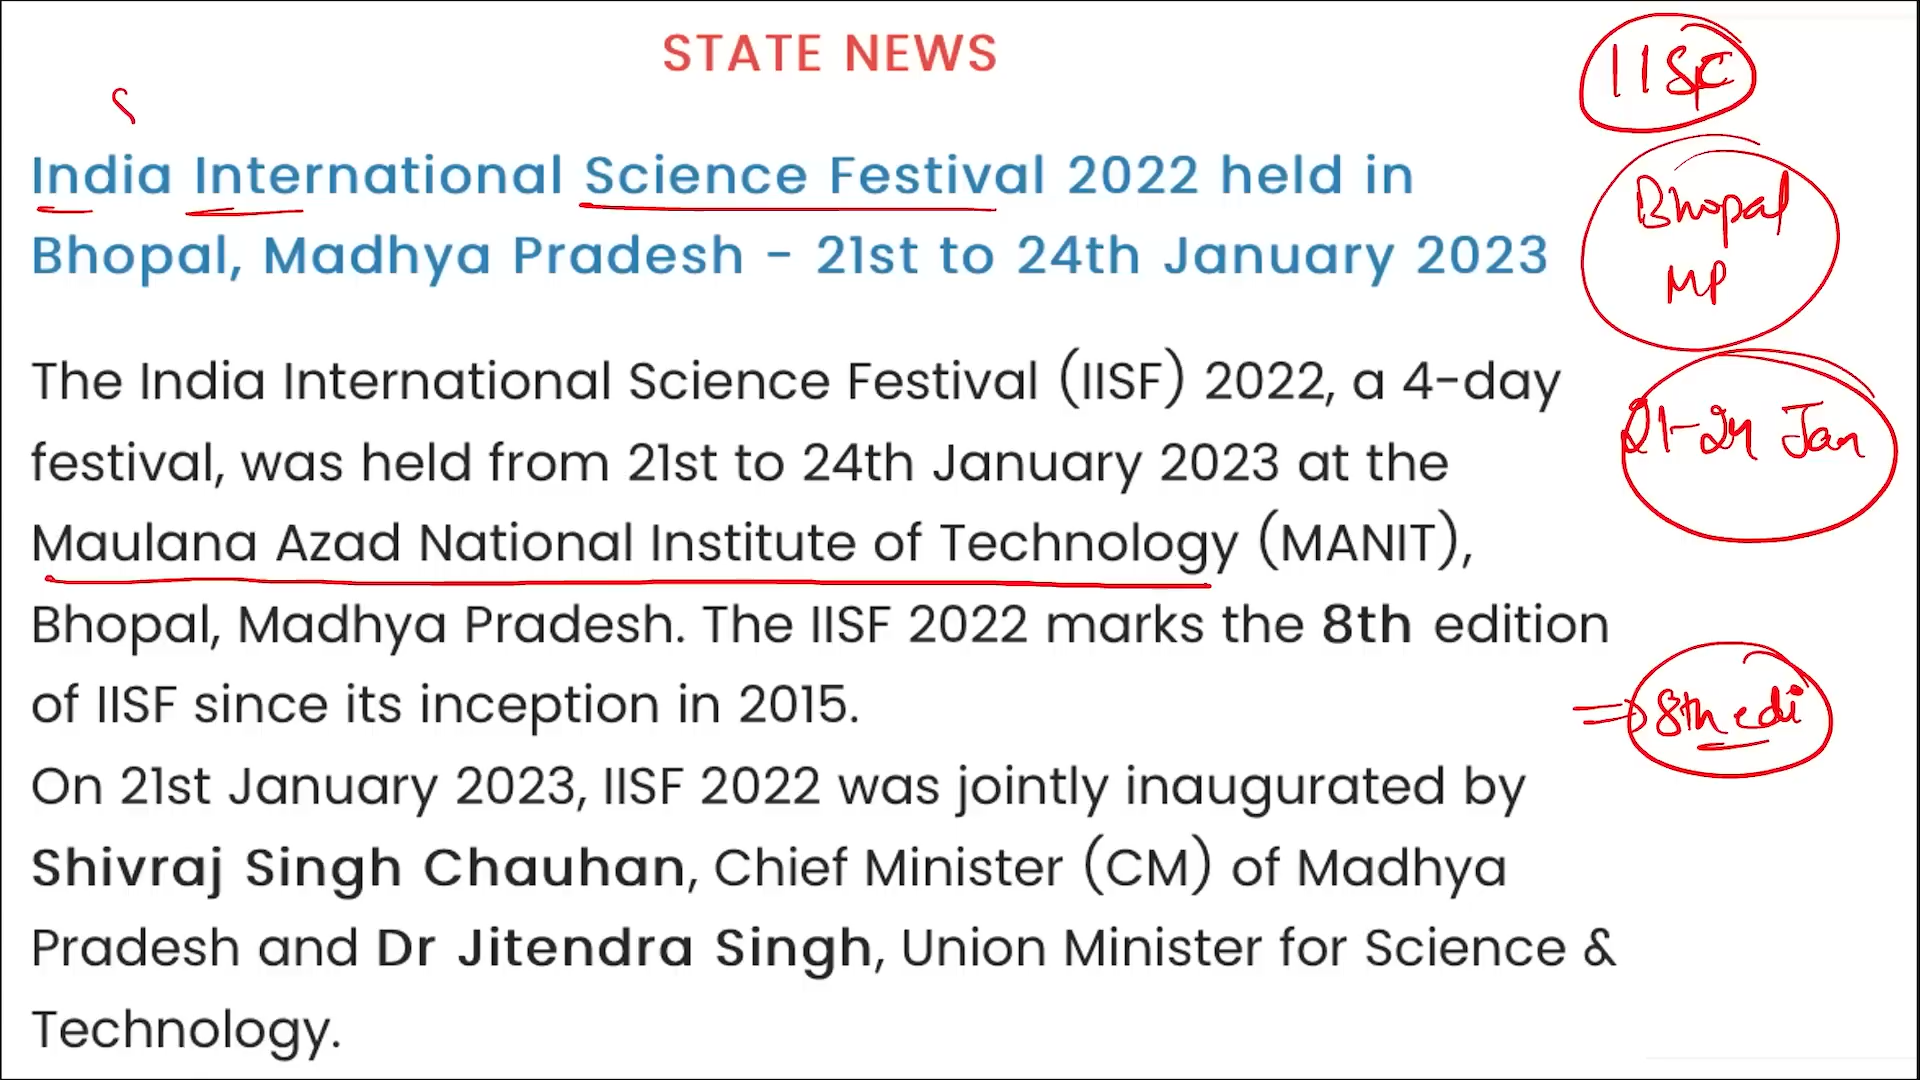 STATE NEWS
IISF
India International Science Festival 2022 held in
Bhopal, Madhya Pradesh - 21st to 24th January 2023
Bhopal
MP
The India International Science Festival (IISF) 2022, a 4-day
festival, was held from 21st to 24th January 2023 at the
21-24 Jan
Maulana Azad National Institute of Technology (MANIT),
Bhopal, Madhya Pradesh. The IISF 2022 marks the 8th edition
of IISF since its inception in 2015.
=> 8th edi
On 21st January 2023, IISF 2022 was jointly inaugurated by
Shivraj Singh Chauhan, Chief Minister (CM) of Madhya
Pradesh and Dr Jitendra Singh, Union Minister for Science &
Technology.